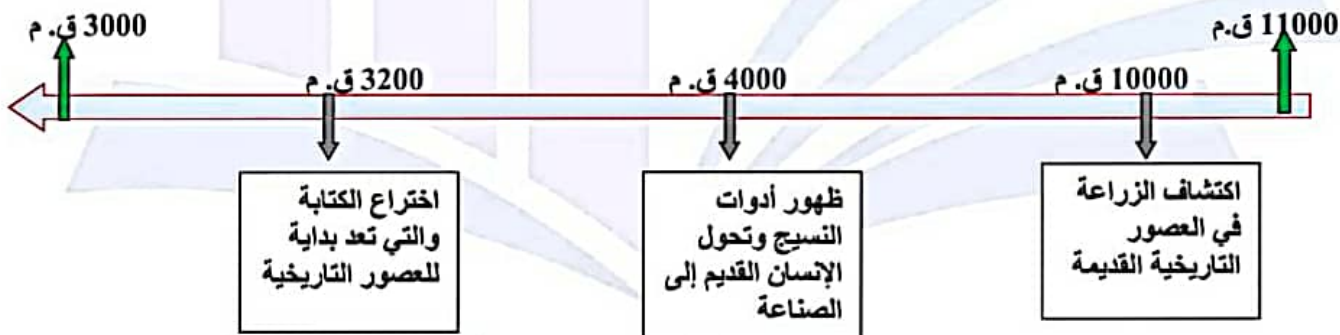 11000 ق.م
3000 ق. م
10000 ق. م
4000 ق. م
3200 ق. م
اكتشاف الزراعة
في العصور
التاريخية القديمة
ظهور أدوات
النسيج وتحول
الإنسان القديم إلى
الصناعة
اختراع الكتابة
والتي تعد بداية
للعصور التاريخية